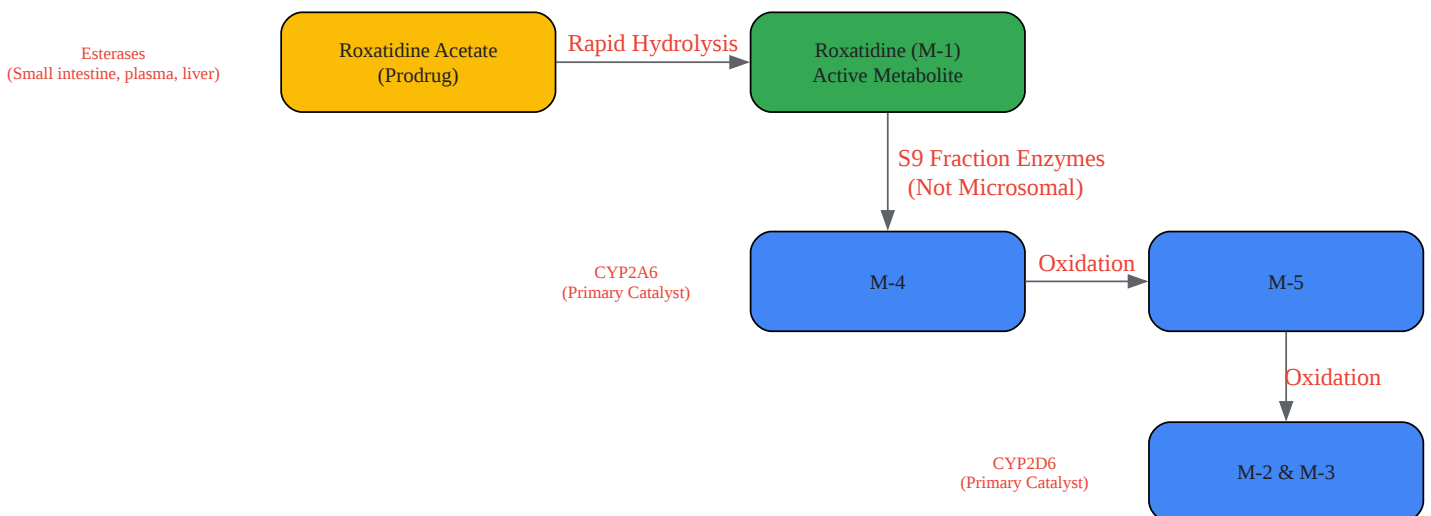 Esterases
(Small intestine, plasma, liver)
Roxatidine Acetate
(Prodrug)
Rapid Hydrolysis
Roxatidine (M-1)
Active Metabolite
S9 Fraction Enzymes
(Not Microsomal)
CYP2A6
(Primary Catalyst)
M-4
Oxidation
M-5
Oxidation
CYP2D6
(Primary Catalyst)
M-2 & M-3